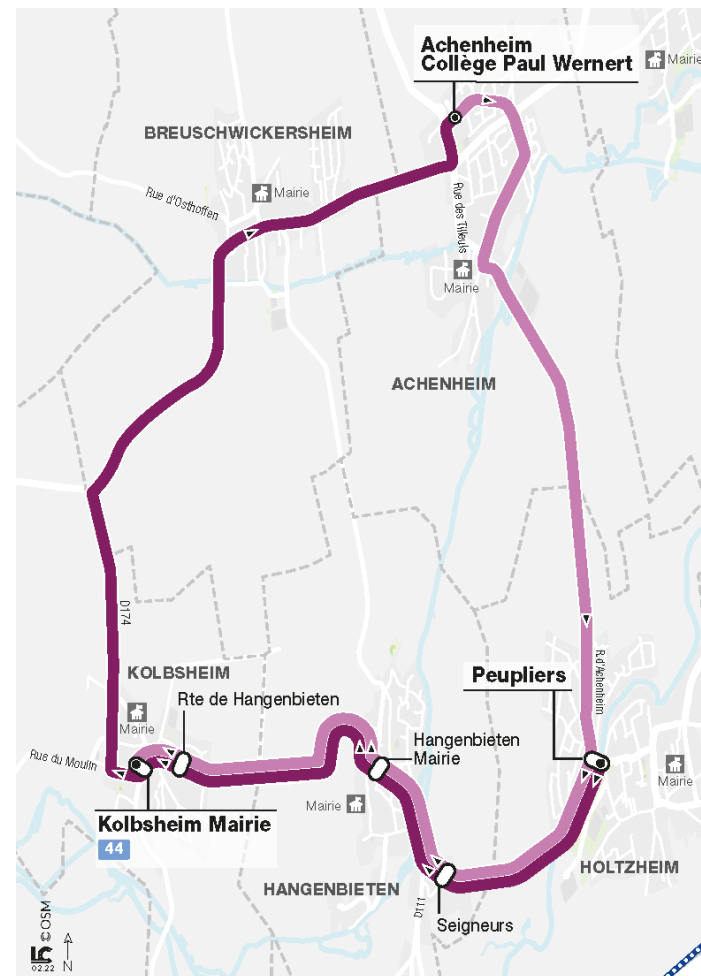 Achenheim
Collège Paul Wernert
Mairie
BREUSCHWICKERSHEIM
Mairie
Rue d'Osthoffen
Rue des Tilleuls
Mairie
ACHENHEIM
D174
R.d'Achenheim
KOLBSHEIM
Peupliers
Rte de Hangenbieten
Mairie
Hangenbieten
Mairie
Rue du Moulin
Mairie
Mairie
Kolbsheim Mairie
44
HOLTZHEIM
HANGENBIETEN
D111
Seigneurs
© OSM
LC
02.22
N